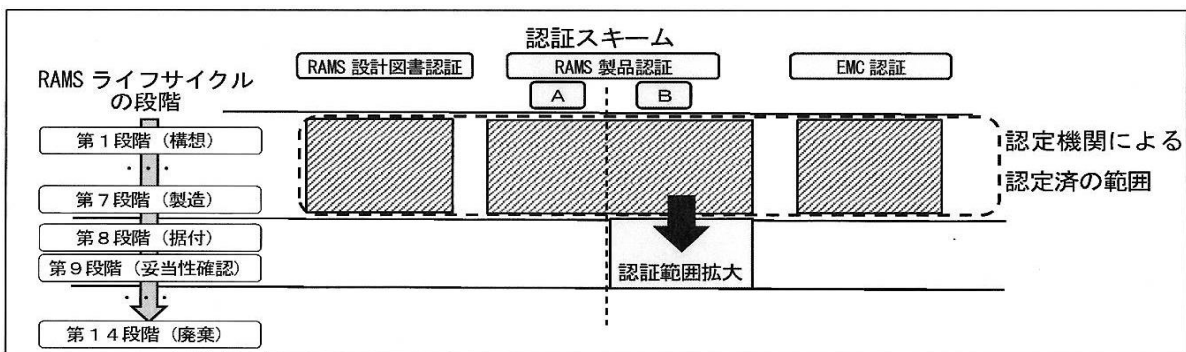 認証スキーム
RAMS 設計図書認証
RAMS 製品認証
EMC 認証
A
B
RAMS ライフサイクル
の段階
第1段階（構想）
・・・
第7段階（製造）
第8段階（据付）
第9段階（妥当性確認）
・・・
第14段階（廃棄）
認定機関による
認定済の範囲
認証範囲拡大